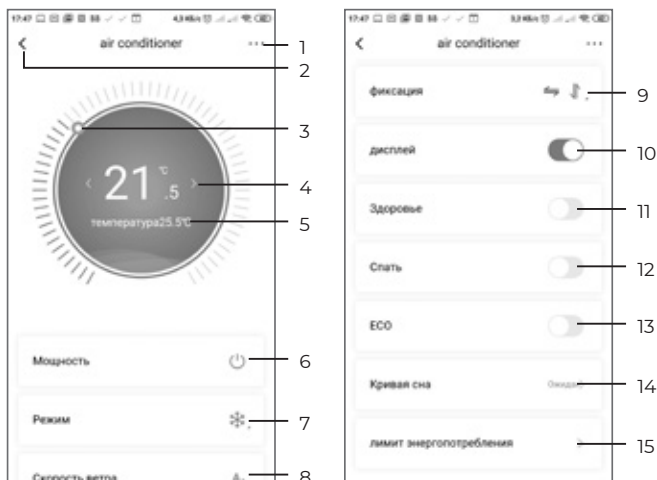 17:47
air conditioner
1
2
3
21 °C .5
4
температура25.5°C
5
Мощность
6
Режим
7
Скорость ветра
8
17:47
air conditioner
фиксация
9
дисплей
10
Здоровье
11
Спать
12
ECO
13
Кривая сна
14
лимит энергопотребления
15